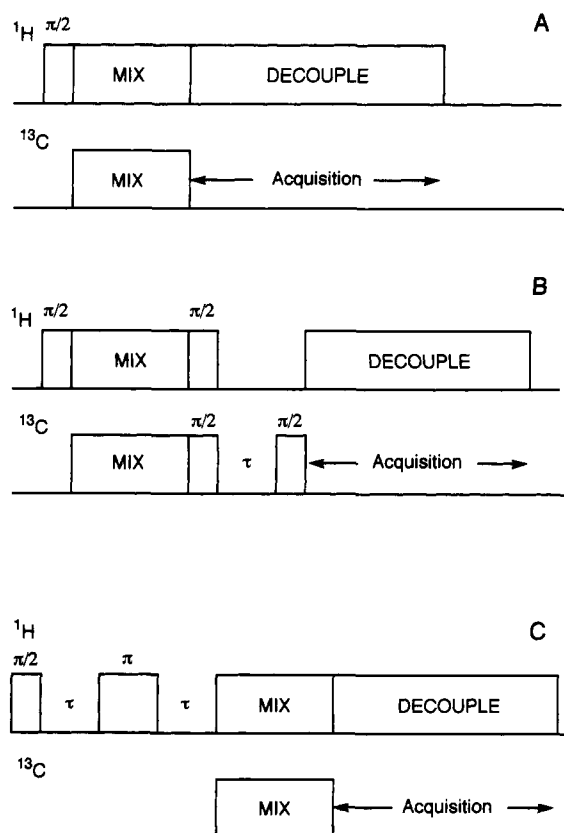 A
¹H π/2
MIX DECOUPLE
¹³C
MIX Acquisition
B
¹H π/2 π/2
MIX DECOUPLE
¹³C π/2 π/2
MIX τ Acquisition
C
¹H
π/2 π
τ τ MIX DECOUPLE
¹³C
MIX Acquisition